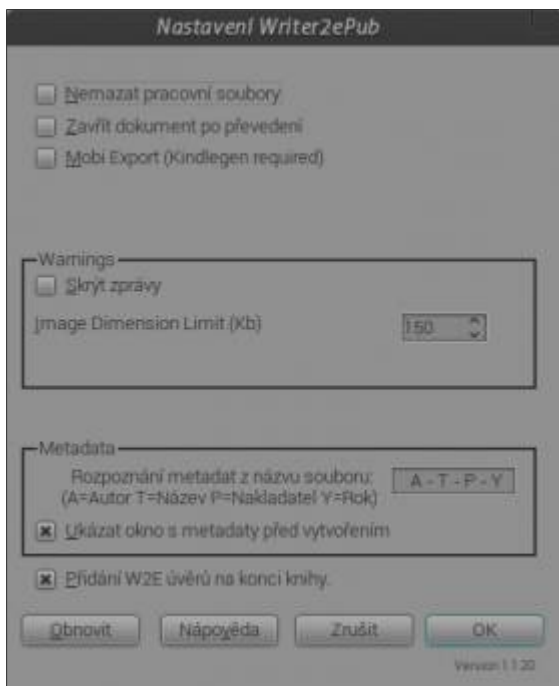 Nastavení Writer2ePub
Nemazat pracovní soubory
Zavřít dokument po převedení
Mobi Export (Kindlegen required)
Warnings
Skrýt zprávy
Image Dimension Limit (Kb) 150
Metadata
Rozpoznání metadat z názvu souboru: A - T - P - Y
(A=Autor T=Název P=Nakladatel Y=Rok)
Ukázat okno s metadaty před vytvořením
Přidání W2E úvěrů na konci knihy.
Obnovit Nápověda Zrušit OK
Version 1.1.20